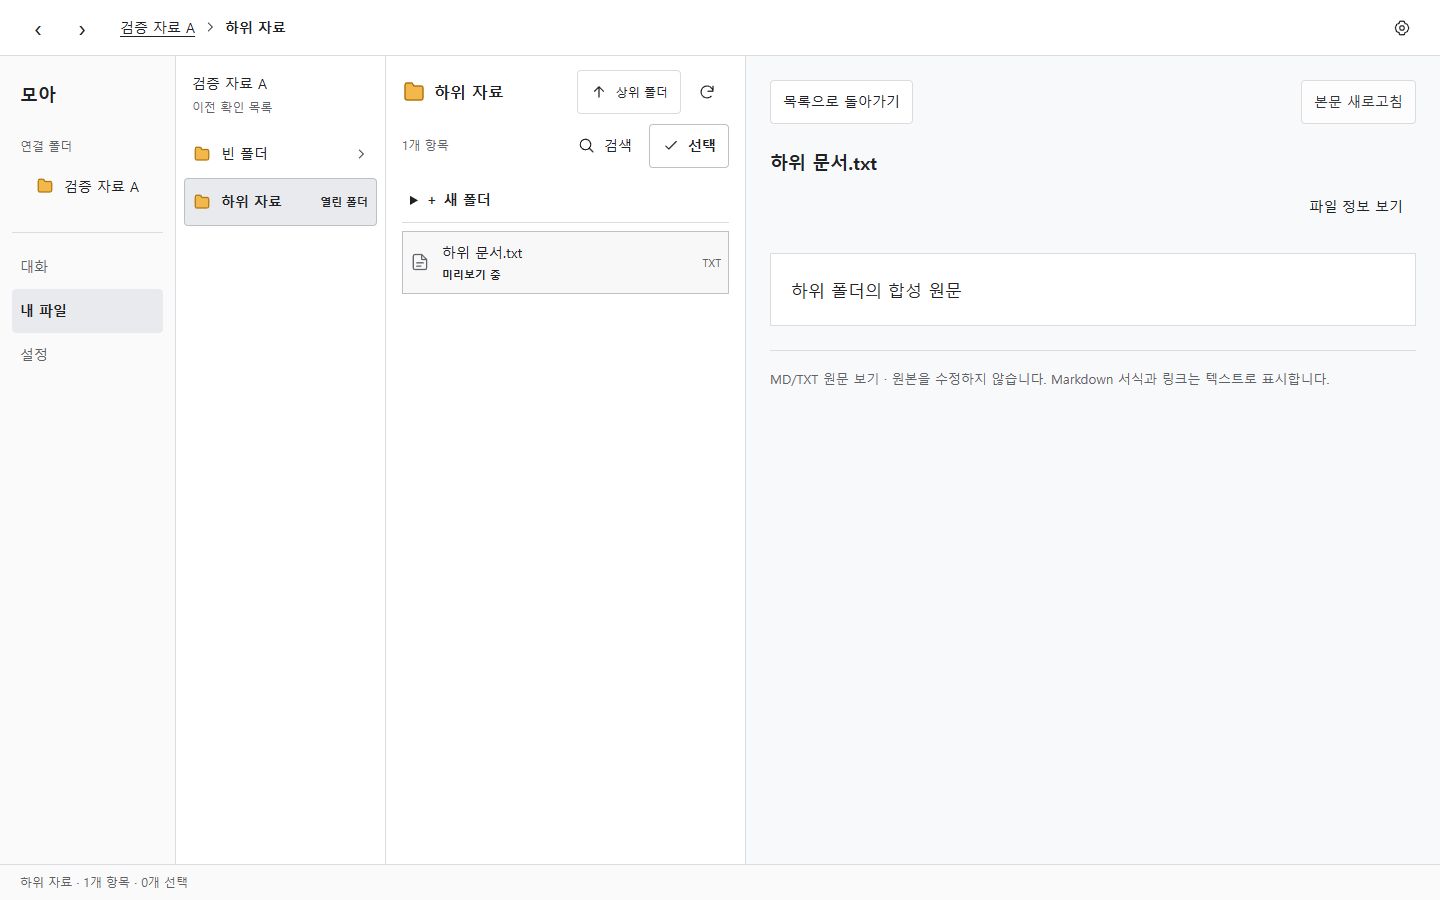 검증 자료 A > 하위 자료
모아
연결 폴더
검증 자료 A
대화
내 파일
설정
검증 자료 A
이전 확인 목록
빈 폴더
하위 자료 열린 폴더
하위 자료
상위 폴더
1개 항목
검색
선택
+ 새 폴더
하위 문서.txt
미리보기 중
TXT
목록으로 돌아가기
본문 새로고침
하위 문서.txt
파일 정보 보기
하위 폴더의 합성 원문
MD/TXT 원문 보기 · 원본을 수정하지 않습니다. Markdown 서식과 링크는 텍스트로 표시합니다.
하위 자료 · 1개 항목 · 0개 선택